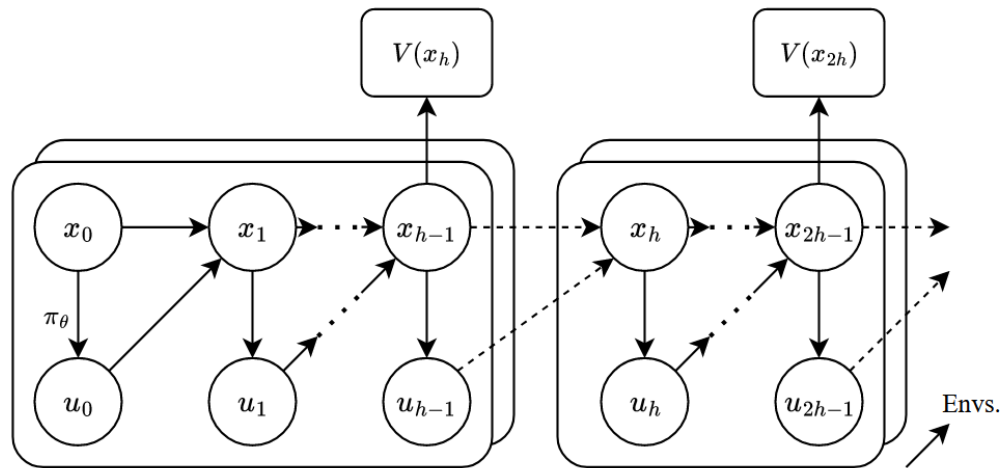 V(x_h) V(x_{2h})
x_0 x_1 x_{h−1} x_h x_{2h−1}
π_θ
u_0 u_1 u_{h−1} u_h u_{2h−1} Envs.